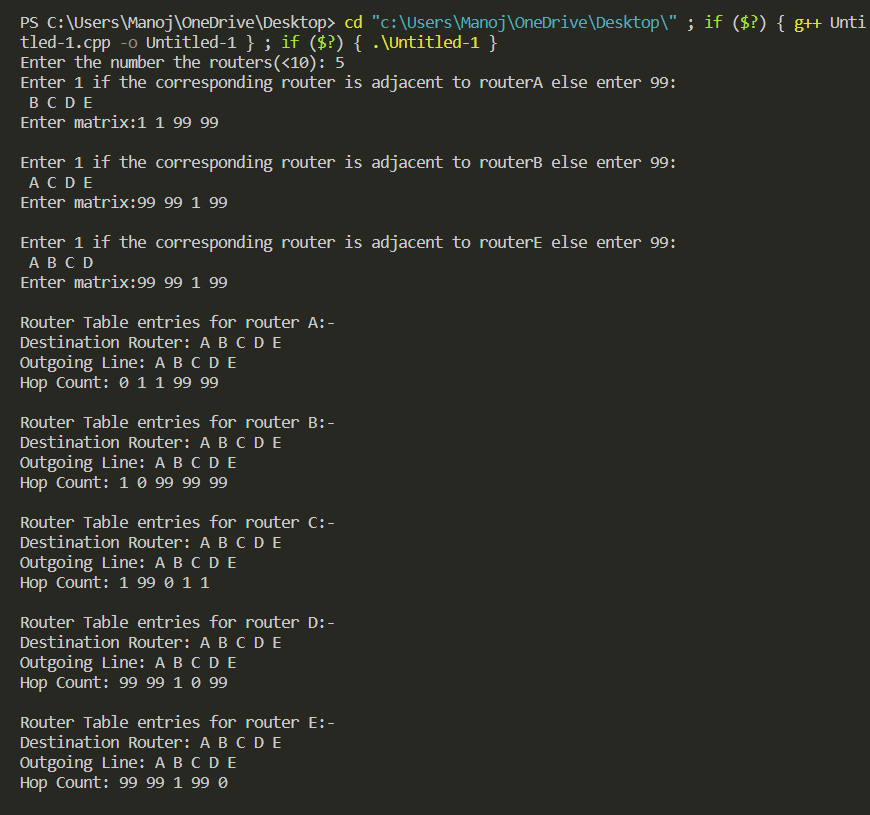 PS C:\Users\Manoj\OneDrive\Desktop> cd "c:\Users\Manoj\OneDrive\Desktop\" ; if ($?) { g++ Unti
tled-1.cpp -o Untitled-1 } ; if ($?) { .\Untitled-1 }
Enter the number the routers(<10): 5
Enter 1 if the corresponding router is adjacent to routerA else enter 99:
 B C D E
Enter matrix:1 1 99 99

Enter 1 if the corresponding router is adjacent to routerB else enter 99:
 A C D E
Enter matrix:99 99 1 99

Enter 1 if the corresponding router is adjacent to routerE else enter 99:
 A B C D
Enter matrix:99 99 1 99

Router Table entries for router A:-
Destination Router: A B C D E
Outgoing Line: A B C D E
Hop Count: 0 1 1 99 99

Router Table entries for router B:-
Destination Router: A B C D E
Outgoing Line: A B C D E
Hop Count: 1 0 99 99 99

Router Table entries for router C:-
Destination Router: A B C D E
Outgoing Line: A B C D E
Hop Count: 1 99 0 1 1

Router Table entries for router D:-
Destination Router: A B C D E
Outgoing Line: A B C D E
Hop Count: 99 99 1 0 99

Router Table entries for router E:-
Destination Router: A B C D E
Outgoing Line: A B C D E
Hop Count: 99 99 1 99 0